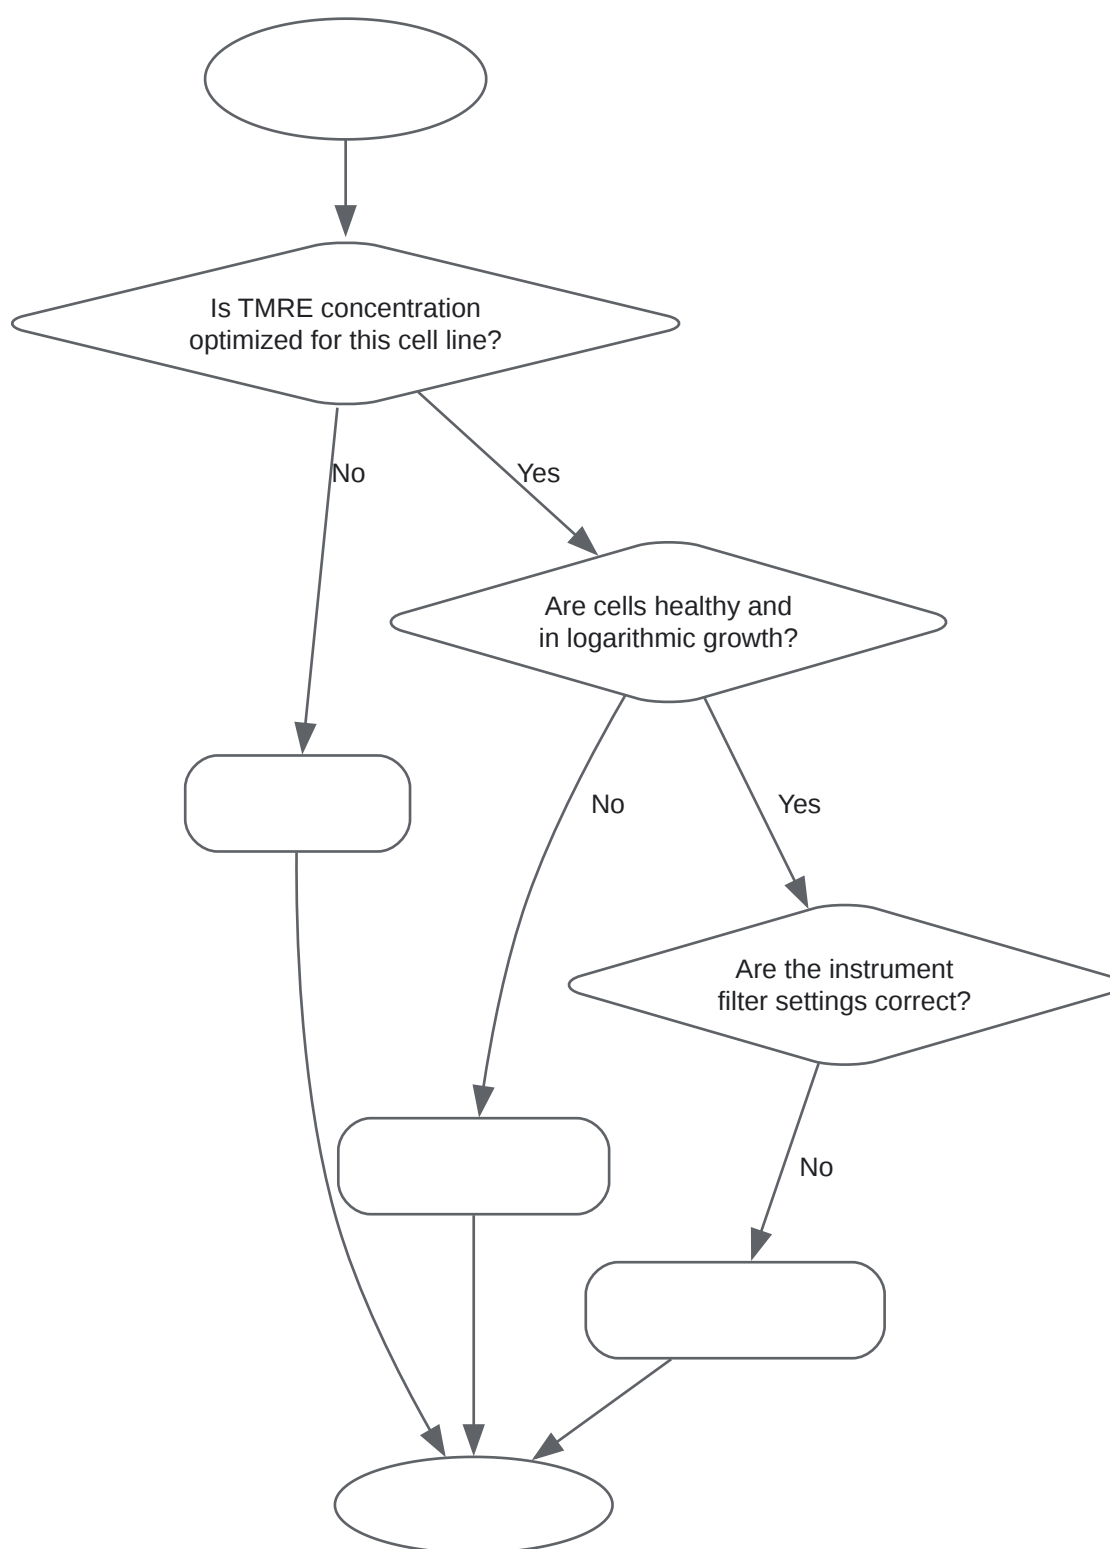 Is TMRE concentration
optimized for this cell line?
No
Yes
Are cells healthy and
in logarithmic growth?
No
Yes
Are the instrument
filter settings correct?
No